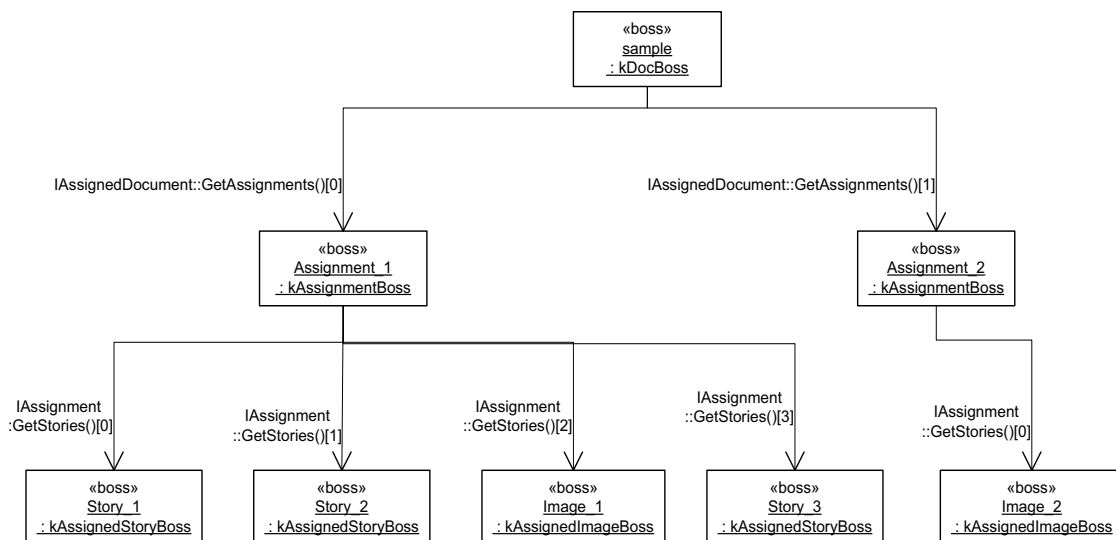 «boss»
sample
: kDocBoss
IAssignedDocument::GetAssignments()[0]
IAssignedDocument::GetAssignments()[1]
«boss»
Assignment_1
: kAssignmentBoss
«boss»
Assignment_2
: kAssignmentBoss
IAssignment
:GetStories()[0]
IAssignment
::GetStories()[1]
IAssignment
::GetStories()[2]
IAssignment
::GetStories()[3]
IAssignment
::GetStories()[0]
«boss»
Story_1
: kAssignedStoryBoss
«boss»
Story_2
: kAssignedStoryBoss
«boss»
Image_1
: kAssignedImageBoss
«boss»
Story_3
: kAssignedStoryBoss
«boss»
Image_2
: kAssignedImageBoss